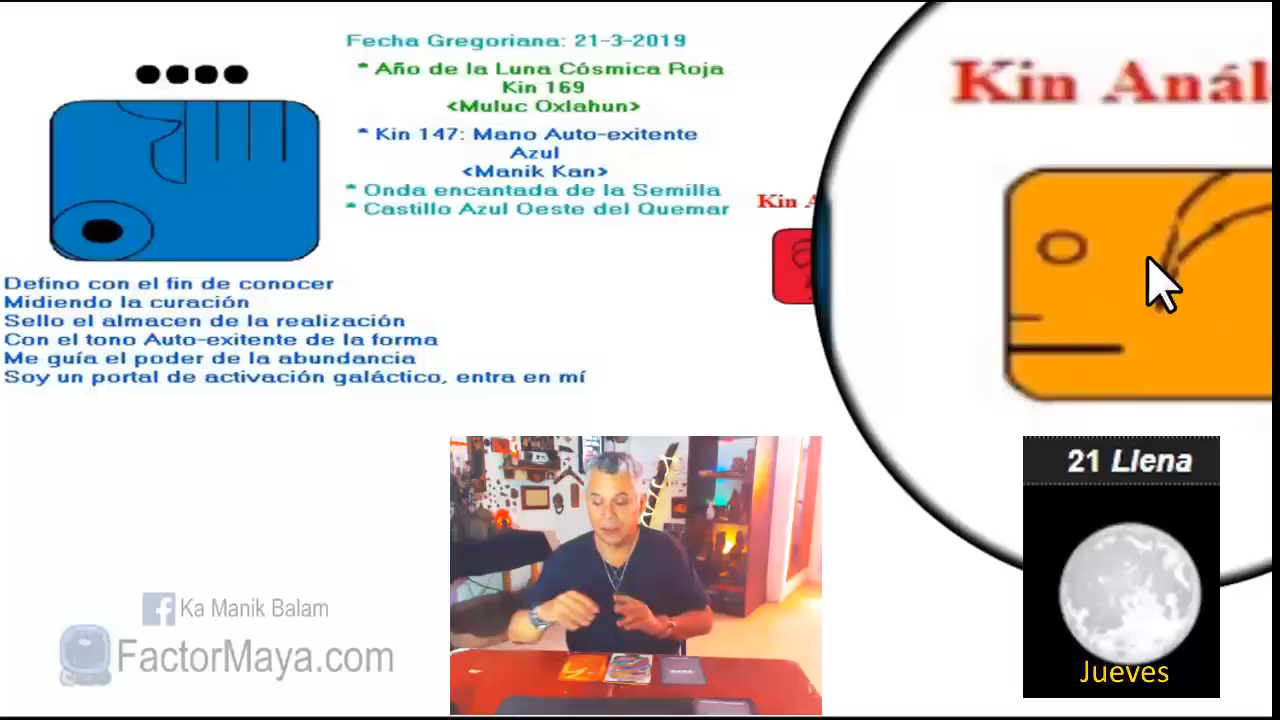 Fecha Gregoriana: 21-3-2019
* Año de la Luna Cósmica Roja
Kin 169
<Muluc Oxlahun>
* Kin 147: Mano Auto-exitente
Azul
<Manik Kan>
* Onda encantada de la Semilla
* Castillo Azul Oeste del Quemar
Defino con el fin de conocer
Midiendo la curación
Sello el almacen de la realización
Con el tono Auto-exitente de la forma
Me guía el poder de la abundancia
Soy un portal de activación galáctico, entra en mí
Kin
Kin Anál
21 Llena
Jueves
Ka Manik Balam
FactorMaya.com